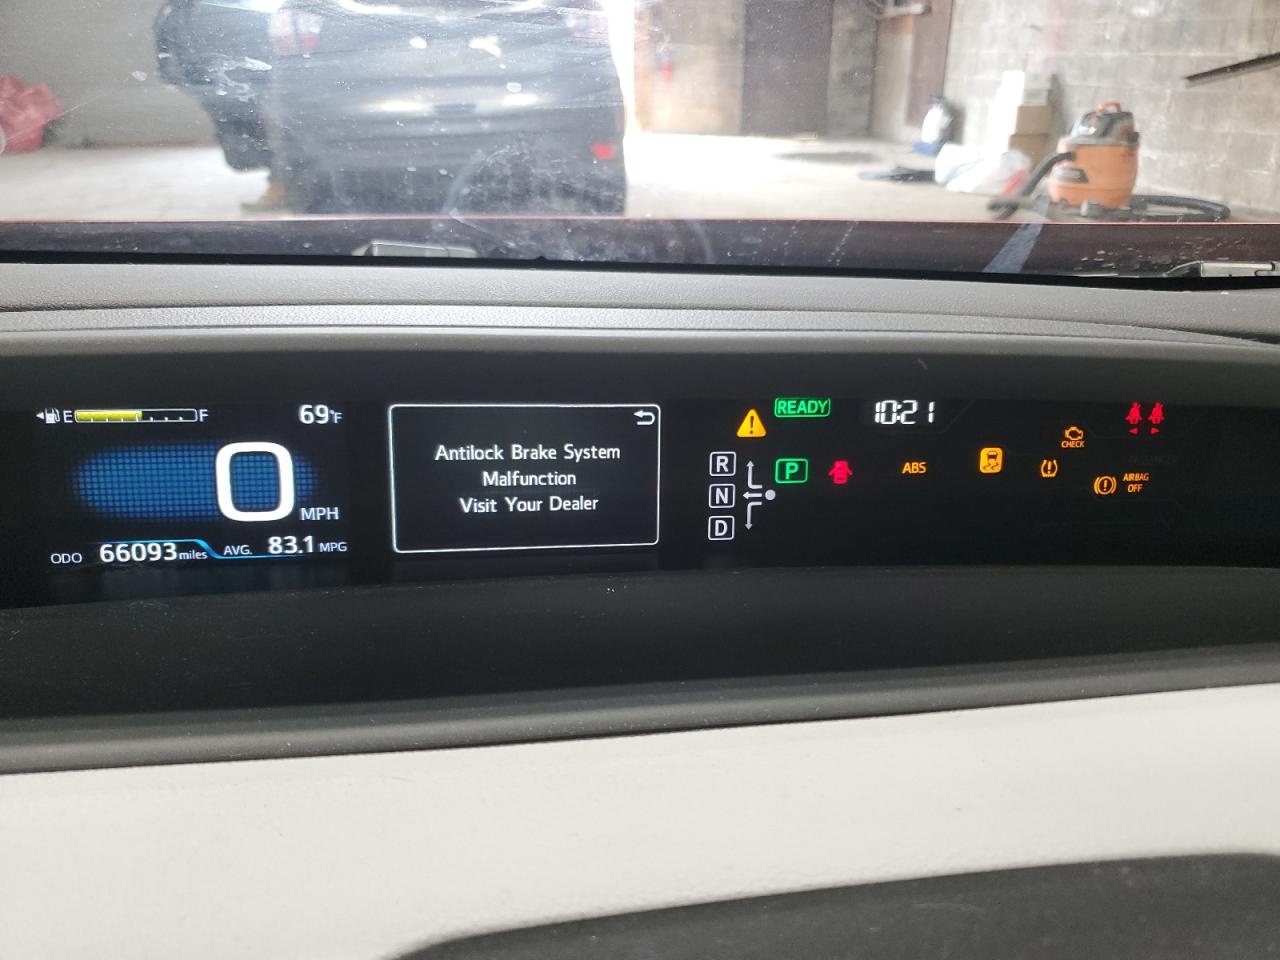 E F 69°F
0 MPH
ODO 66093 miles AVG. 83.1 MPG
Antilock Brake System
Malfunction
Visit Your Dealer
READY 10:21
R
P
N
D
ABS
CHECK
AIRBAG
OFF